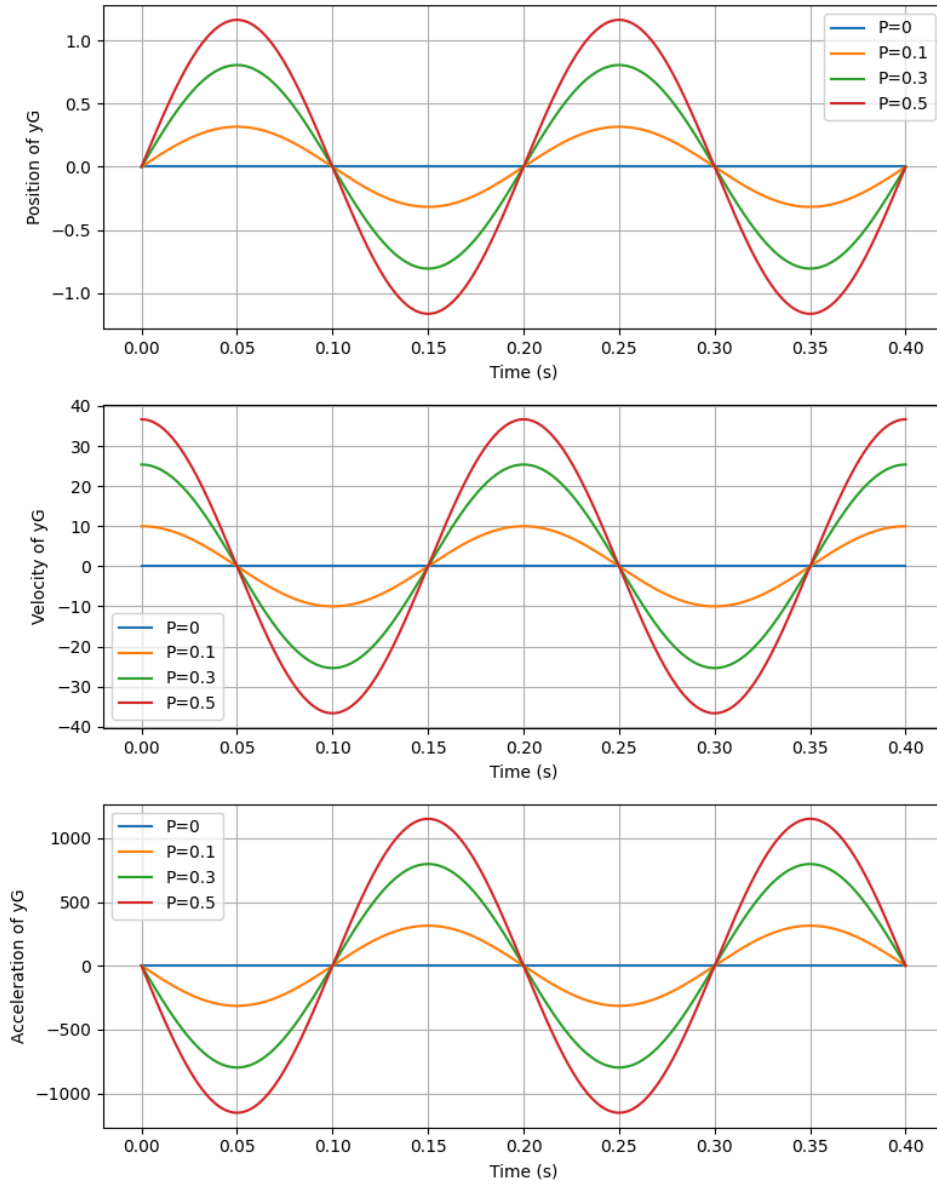 1.0
0.5
0.0
−0.5
−1.0
Position of yG
P=0
P=0.1
P=0.3
P=0.5
0.00 0.05 0.10 0.15 0.20 0.25 0.30 0.35 0.40
Time (s)
40
30
20
10
0
−10
−20
−30
−40
Velocity of yG
P=0
P=0.1
P=0.3
P=0.5
0.00 0.05 0.10 0.15 0.20 0.25 0.30 0.35 0.40
Time (s)
1000
500
0
−500
−1000
Acceleration of yG
P=0
P=0.1
P=0.3
P=0.5
0.00 0.05 0.10 0.15 0.20 0.25 0.30 0.35 0.40
Time (s)